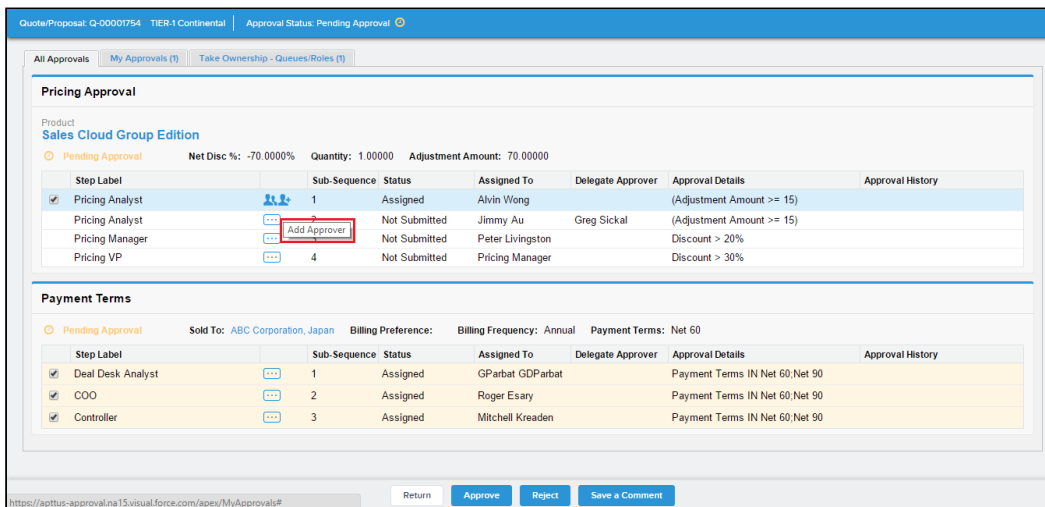 Quote/Proposal: Q-00001754 TIER-1 Continental Approval Status: Pending Approval
All Approvals My Approvals (1) Take Ownership - Queues/Roles (1)
Pricing Approval
Product
Sales Cloud Group Edition
Pending Approval Net Disc %: -70.0000% Quantity: 1.00000 Adjustment Amount: 70.00000
Step Label Sub-Sequence Status Assigned To Delegate Approver Approval Details Approval History
Pricing Analyst 1 Assigned Alvin Wong (Adjustment Amount >= 15)
Pricing Analyst Not Submitted Jimmy Au Greg Sickal (Adjustment Amount >= 15)
Add Approver
Pricing Manager Not Submitted Peter Livingston Discount > 20%
Pricing VP 4 Not Submitted Pricing Manager Discount > 30%
Payment Terms
Pending Approval Sold To: ABC Corporation, Japan Billing Preference: Billing Frequency: Annual Payment Terms: Net 60
Step Label Sub-Sequence Status Assigned To Delegate Approver Approval Details Approval History
Deal Desk Analyst 1 Assigned GParbat GDParbat Payment Terms IN Net 60;Net 90
COO 2 Assigned Roger Esary Payment Terms IN Net 60;Net 90
Controller 3 Assigned Mitchell Kreaden Payment Terms IN Net 60;Net 90
Return Approve Reject Save a Comment
https://apttus-approval.na15.visual.force.com/apex/MyApprovals#